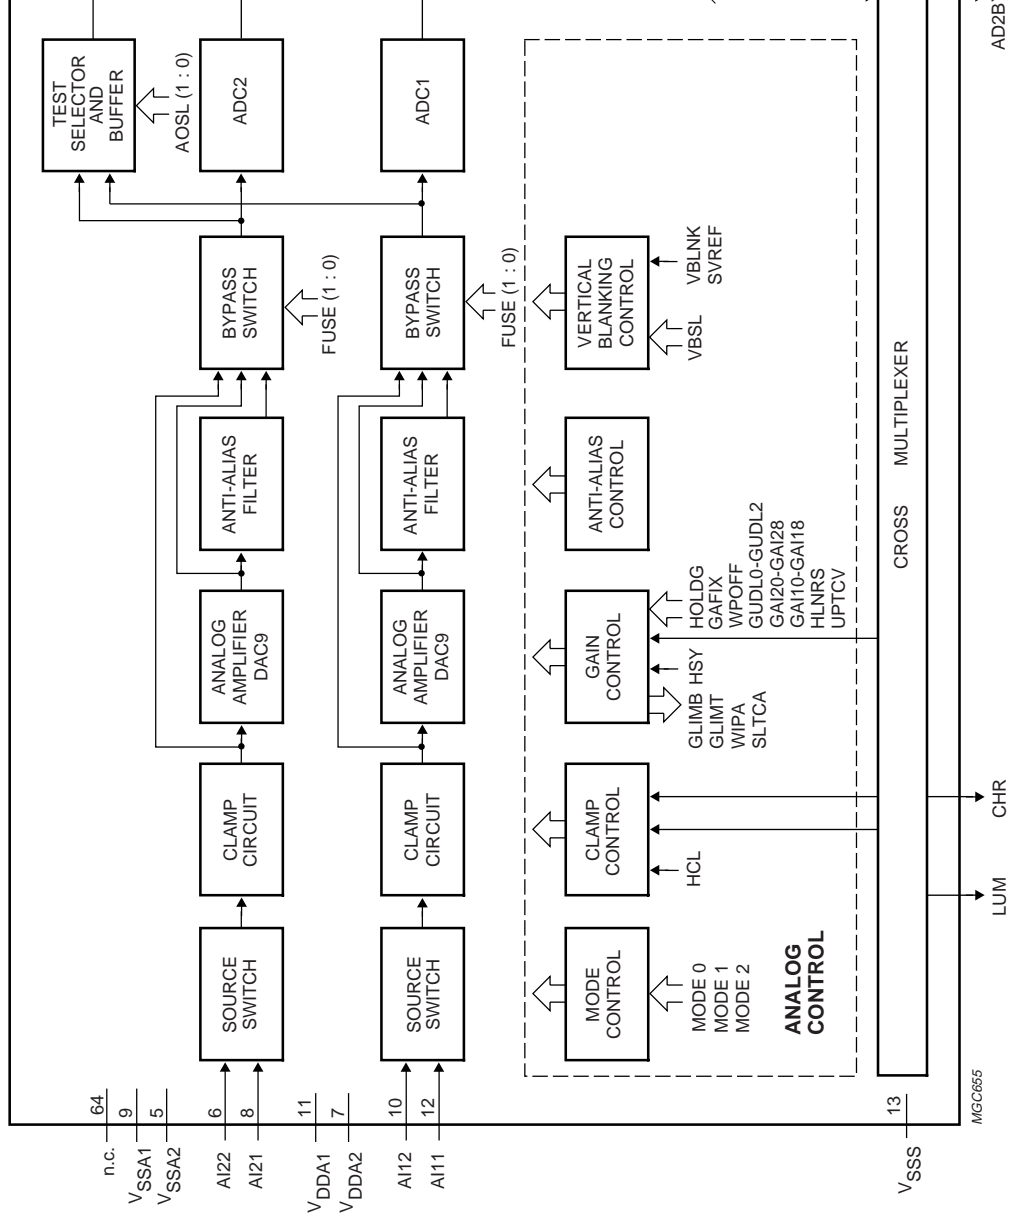 TEST
SELECTOR
AND
BUFFER
AOSL (1 : 0)
ADC2
ADC1
AD2B
BYPASS
SWITCH
FUSE (1 : 0)
BYPASS
SWITCH
FUSE (1 : 0)
VERTICAL
BLANKING
CONTROL
VBSL
VBLNK
SVREF
ANTI-ALIAS
FILTER
ANTI-ALIAS
FILTER
ANTI-ALIAS
CONTROL
ANALOG
AMPLIFIER
DAC9
ANALOG
AMPLIFIER
DAC9
GAIN
CONTROL
HOLDG
GAFIX
WPOFF
GUDL0-GUDL2
GAI20-GAI28
GAI10-GAI18
HLNRS
UPTCV
HSY
GLIMB
GLIMT
WIPA
SLTCA
CLAMP
CIRCUIT
CLAMP
CIRCUIT
CLAMP
CONTROL
HCL
SOURCE
SWITCH
SOURCE
SWITCH
MODE
CONTROL
MODE 0
MODE 1
MODE 2
ANALOG
CONTROL
CROSS MULTIPLEXER
CHR
LUM
n.c. 64
VSSA1 9
VSSA2 5
AI22 6
AI21 8
VDDA1 11
VDDA2 7
AI12 10
AI11 12
VSSS 13
MGC655